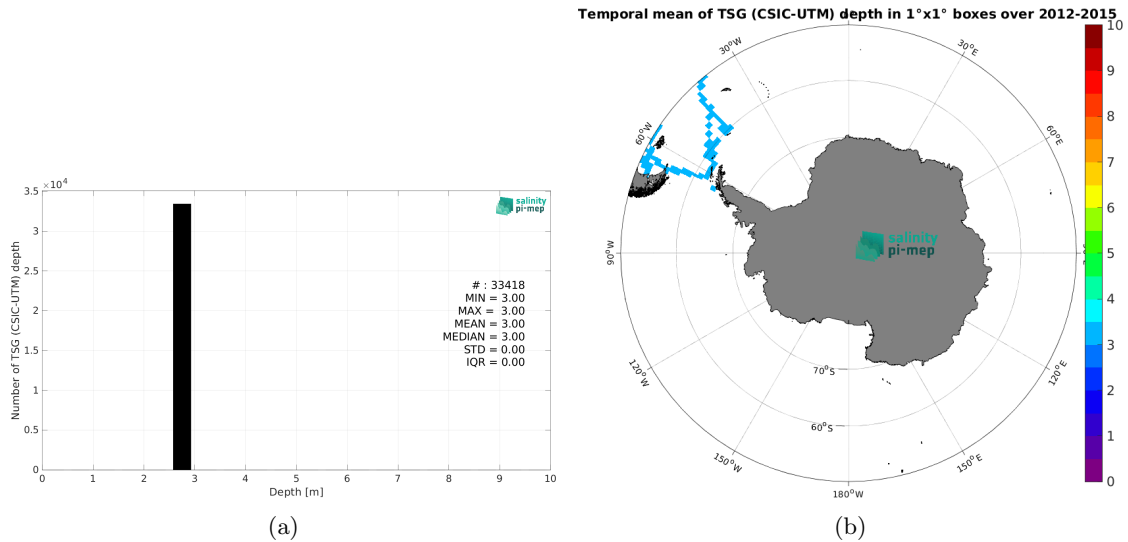 ×10⁴
3.5
3
2.5
2
1.5
1
0.5
0
Number of TSG (CSIC-UTM) depth
salinity
pi-mep
# : 33418
MIN = 3.00
MAX = 3.00
MEAN = 3.00
MEDIAN = 3.00
STD = 0.00
IQR = 0.00
0 1 2 3 4 5 6 7 8 9 10
Depth [m]
(a)
Temporal mean of TSG (CSIC-UTM) depth in 1°x1° boxes over 2012-2015
30°W
30°E
60°W
60°E
90°W
salinity
pi-mep
120°W
120°E
70°S
60°S
150°W
150°E
180°W
10
9
8
7
6
5
4
3
2
1
0
(b)